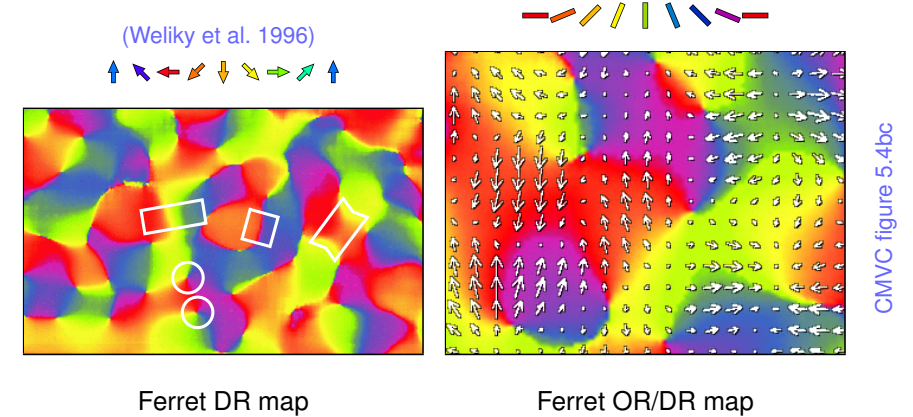 (Weliky et al. 1996)
CMVC figure 5.4bc
Ferret DR map
Ferret OR/DR map